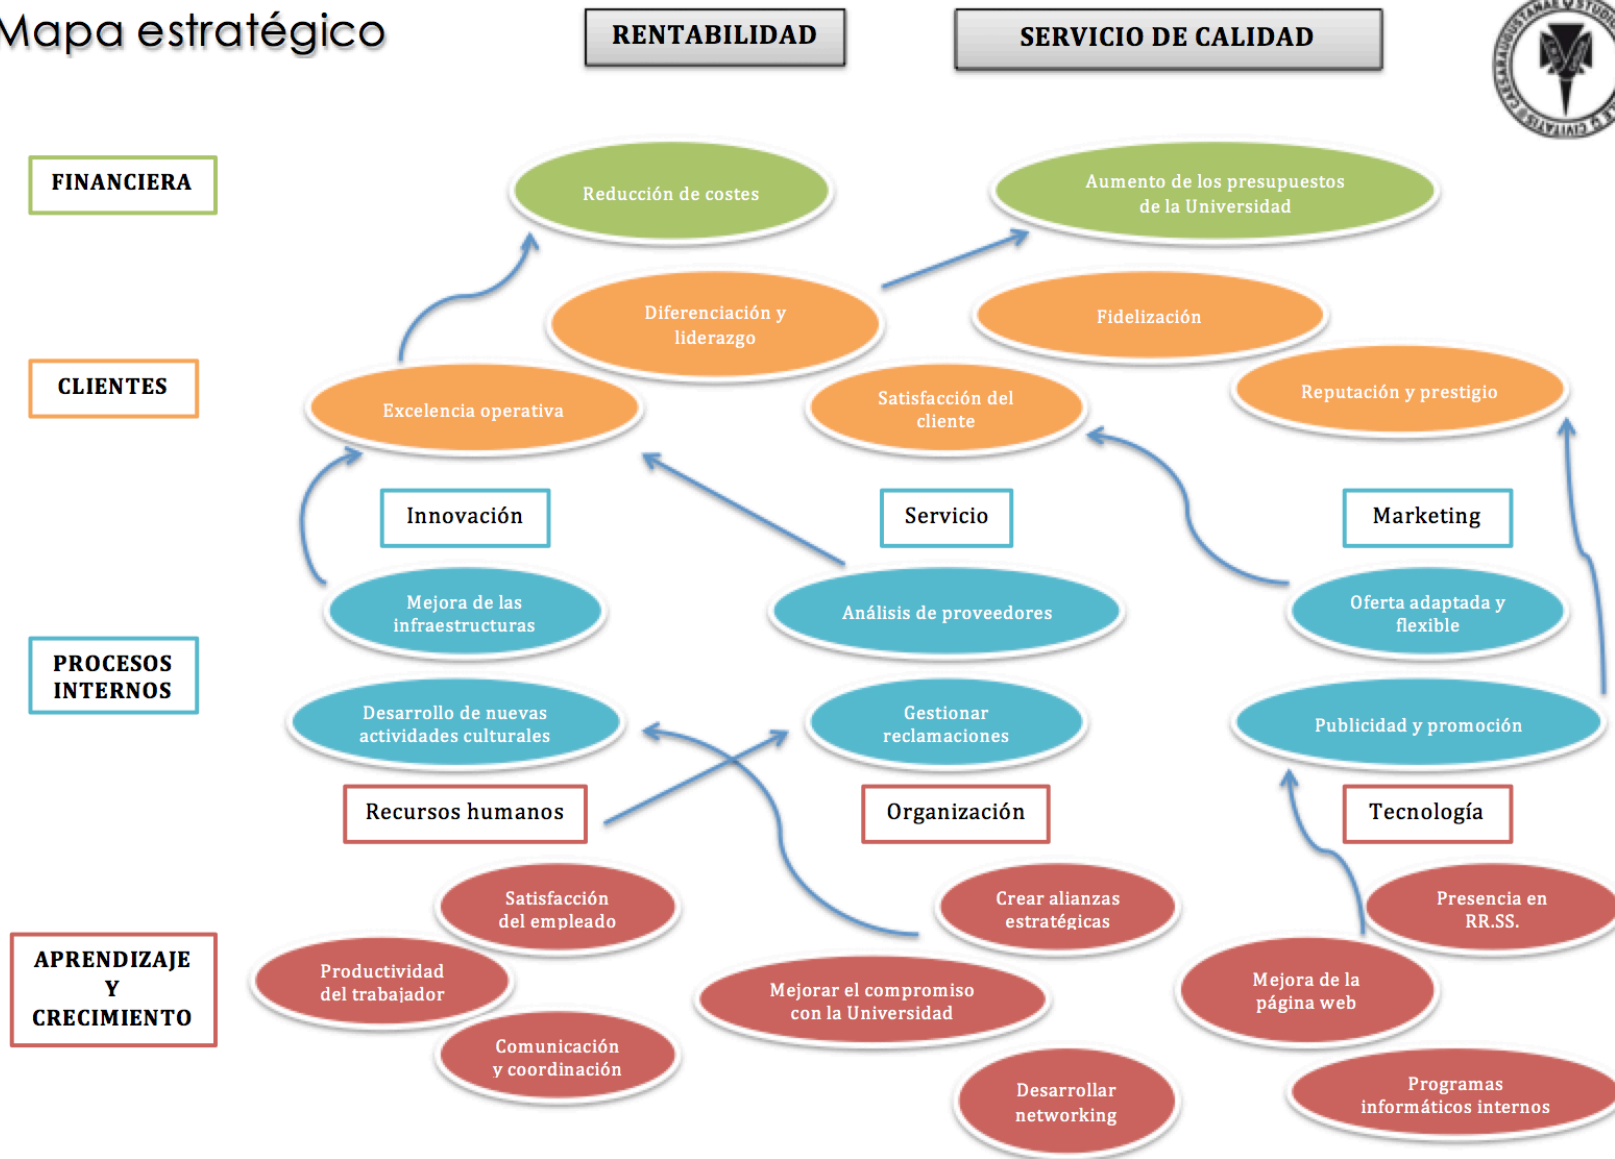 Mapa estratégico
RENTABILIDAD
SERVICIO DE CALIDAD
FINANCIERA
Reducción de costes
Aumento de los presupuestos
de la Universidad
CLIENTES
Diferenciación y
liderazgo
Fidelización
Excelencia operativa
Satisfacción del
cliente
Reputación y prestigio
Innovación
Servicio
Marketing
PROCESOS
INTERNOS
Mejora de las
infraestructuras
Análisis de proveedores
Oferta adaptada y
flexible
Desarrollo de nuevas
actividades culturales
Gestionar
reclamaciones
Publicidad y promoción
Recursos humanos
Organización
Tecnología
APRENDIZAJE
Y
CRECIMIENTO
Satisfacción
del empleado
Productividad
del trabajador
Comunicación
y coordinación
Crear alianzas
estratégicas
Mejorar el compromiso
con la Universidad
Desarrollar
networking
Presencia en
RR.SS.
Mejora de la
página web
Programas
informáticos internos